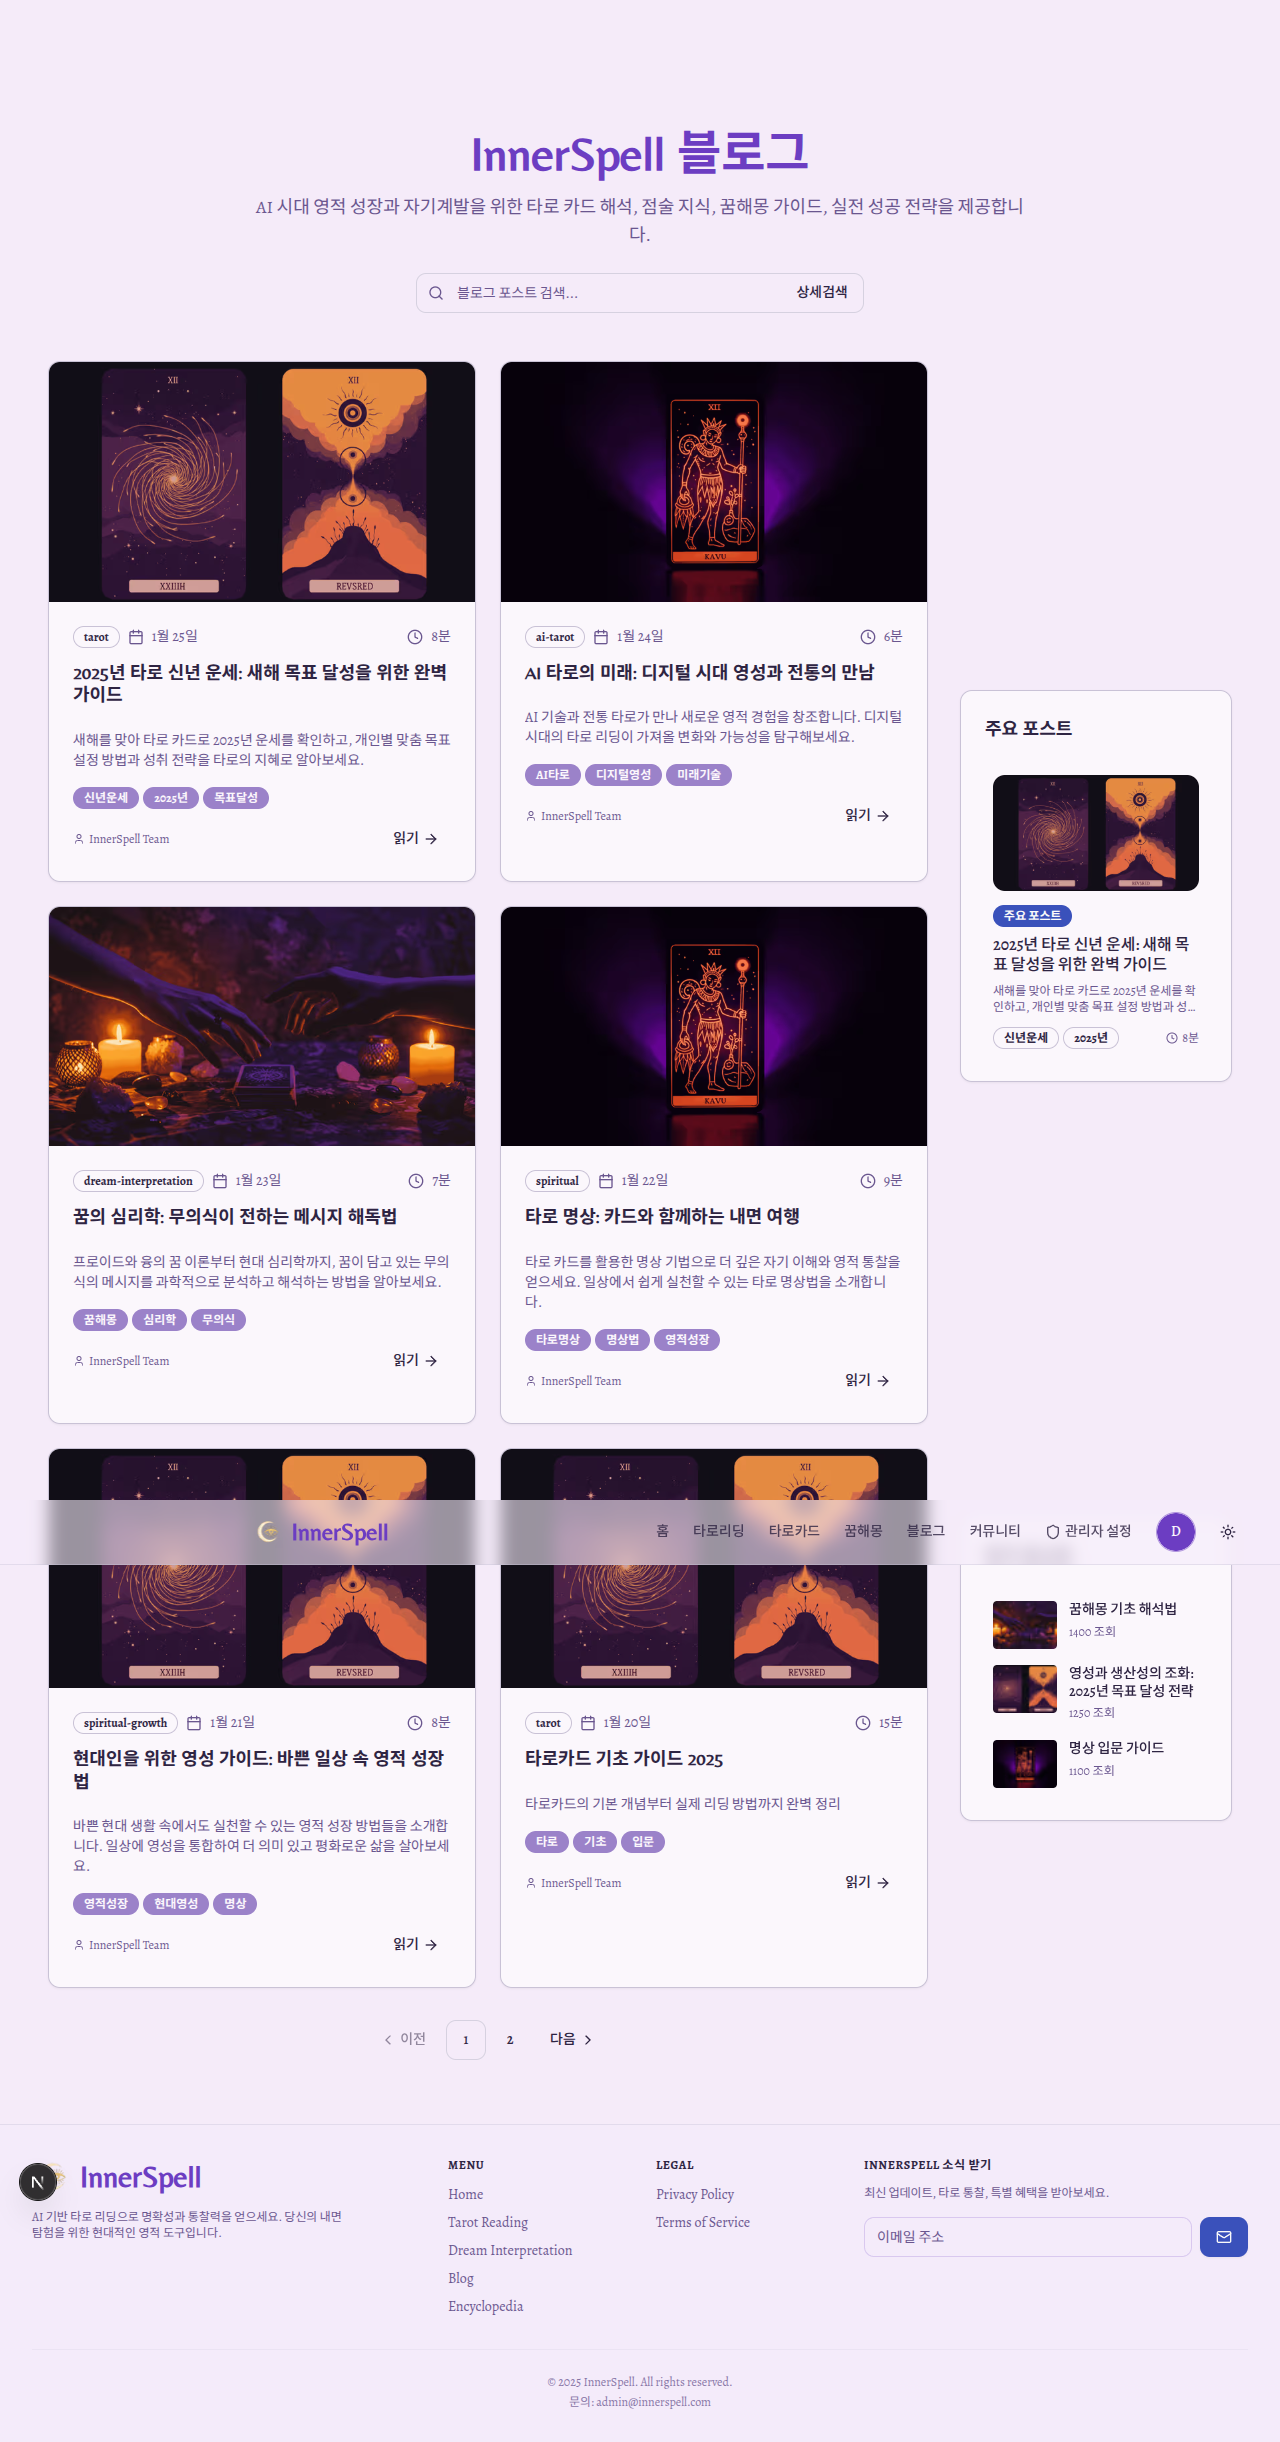 InnerSpell 블로그
AI 시대 영적 성장과 자기계발을 위한 타로 카드 해석, 점술 지식, 꿈해몽 가이드, 실전 성공 전략을 제공합니
다.
블로그 포스트 검색...
상세검색
XII
XII
XXIIIH
REVSRED
tarot
1월 25일
8분
2025년 타로 신년 운세: 새해 목표 달성을 위한 완벽
가이드
새해를 맞아 타로 카드로 2025년 운세를 확인하고, 개인별 맞춤 목표
설정 방법과 성취 전략을 타로의 지혜로 알아보세요.
신년운세
2025년
목표달성
InnerSpell Team
읽기
XII
KAVU
ai-tarot
1월 24일
6분
AI 타로의 미래: 디지털 시대 영성과 전통의 만남
AI 기술과 전통 타로가 만나 새로운 영적 경험을 창조합니다. 디지털
시대의 타로 리딩이 가져올 변화와 가능성을 탐구해보세요.
AI타로
디지털영성
미래기술
InnerSpell Team
읽기
주요 포스트
주요 포스트
2025년 타로 신년 운세: 새해 목
표 달성을 위한 완벽 가이드
새해를 맞아 타로 카드로 2025년 운세를 확
인하고, 개인별 맞춤 목표 설정 방법과 성...
신년운세
2025년
8분
dream-interpretation
1월 23일
7분
꿈의 심리학: 무의식이 전하는 메시지 해독법
프로이드와 융의 꿈 이론부터 현대 심리학까지, 꿈이 담고 있는 무의
식의 메시지를 과학적으로 분석하고 해석하는 방법을 알아보세요.
꿈해몽
심리학
무의식
InnerSpell Team
읽기
XII
KAVU
spiritual
1월 22일
9분
타로 명상: 카드와 함께하는 내면 여행
타로 카드를 활용한 명상 기법으로 더 깊은 자기 이해와 영적 통찰을
얻으세요. 일상에서 쉽게 실천할 수 있는 타로 명상법을 소개합니
다.
타로명상
명상법
영적성장
InnerSpell Team
읽기
XII
XII
XII
XII
InnerSpell
홈
타로리딩
타로카드
꿈해몽
블로그
커뮤니티
관리자 설정
D
XXIIIH
REVSRED
XXIIIH
REVSRED
spiritual-growth
1월 21일
8분
현대인을 위한 영성 가이드: 바쁜 일상 속 영적 성장
법
바쁜 현대 생활 속에서도 실천할 수 있는 영적 성장 방법들을 소개합
니다. 일상에 영성을 통합하여 더 의미 있고 평화로운 삶을 살아보세
요.
영적성장
현대영성
명상
InnerSpell Team
읽기
tarot
1월 20일
15분
타로카드 기초 가이드 2025
타로카드의 기본 개념부터 실제 리딩 방법까지 완벽 정리
타로
기초
입문
InnerSpell Team
읽기
꿈해몽 기초 해석법
1400 조회
영성과 생산성의 조화:
2025년 목표 달성 전략
1250 조회
명상 입문 가이드
1100 조회
이전
1
2
다음
N
InnerSpell
AI 기반 타로 리딩으로 명확성과 통찰력을 얻으세요. 당신의 내면
탐험을 위한 현대적인 영적 도구입니다.
MENU
Home
Tarot Reading
Dream Interpretation
Blog
Encyclopedia
LEGAL
Privacy Policy
Terms of Service
INNERSPELL 소식 받기
최신 업데이트, 타로 통찰, 특별 혜택을 받아보세요.
이메일 주소
© 2025 InnerSpell. All rights reserved.
문의: admin@innerspell.com